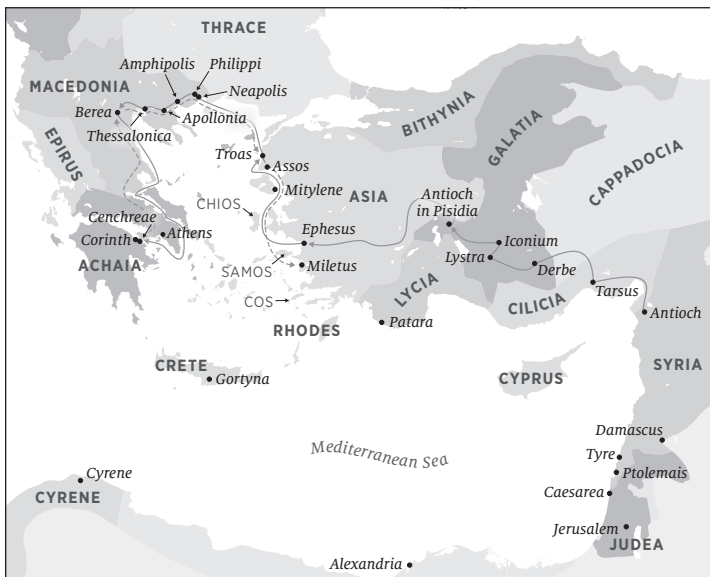 THRACE
Amphipolis
Philippi
MACEDONIA
Neapolis
Berea
Apollonia
Thessalonica
EPIRUS
BITHYNIA
GALATIA
CAPPADOCIA
Troas
Assos
Mitylene
ASIA
Antioch
in Pisidia
CHIOS
Cenchreae
Corinth
Athens
Ephesus
Iconium
Lystra
Derbe
ACHAIA
SAMOS
Miletus
LYCIA
CILICIA
Tarsus
COS
Antioch
RHODES
Patara
CRETE
Gortyna
CYPRUS
SYRIA
Damascus
Mediterranean Sea
Tyre
Ptolemais
Cyrene
CYRENE
Caesarea
Jerusalem
JUDEA
Alexandria